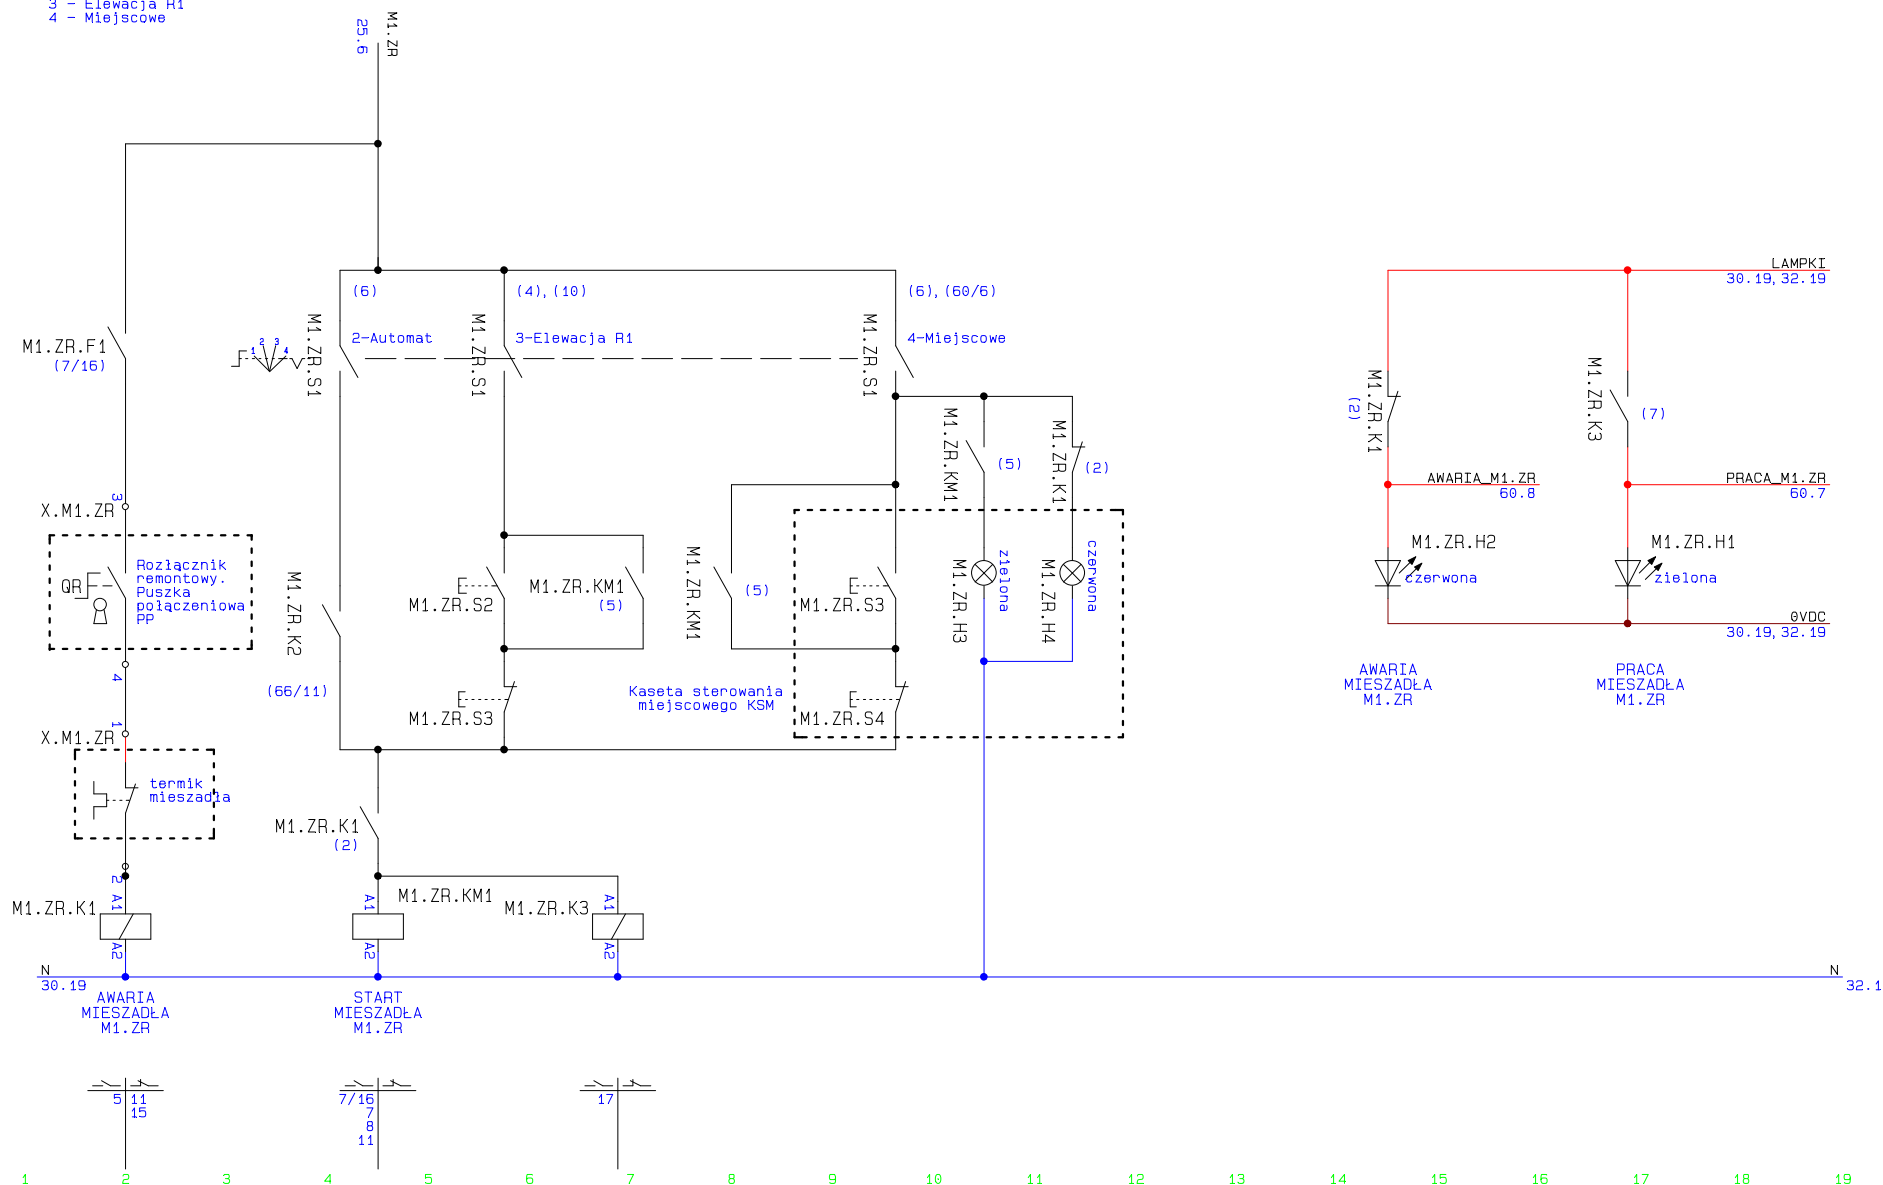 3 - Elewacja R1
4 - Miejscowe
M1.ZR
25.6
(6)
(4),(10)
(6),(60/6)
LAMPKI
30.19,32.19
M1.ZR.F1
(7/16)
1 2 3 4
M1.ZR.S1
2-Automat
M1.ZR.S1
3-Elewacja R1
M1.ZR.S1
4-Miejscowe
M1.ZR.KM1
(5)
M1.ZR.K1
(2)
M1.ZR.K1
(2)
M1.ZR.K3
(7)
AWARIA_M1.ZR
60.8
PRACA_M1.ZR
60.7
3
X.M1.ZR
QR
Rozłącznik
remontowy.
Puszka
połączeniowa
PP
4
M1.ZR.K2
(66/11)
M1.ZR.S2
M1.ZR.KM1
(5)
M1.ZR.KM1
(5)
M1.ZR.S3
M1.ZR.H3
zielona
M1.ZR.H4
czerwona
M1.ZR.H2
czerwona
M1.ZR.H1
zielona
0VDC
30.19,32.19
M1.ZR.S3
Kaseta sterowania
miejscowego KSM
M1.ZR.S4
AWARIA
MIESZADŁA
M1.ZR
PRACA
MIESZADŁA
M1.ZR
1
X.M1.ZR
termik
mieszadła
2
M1.ZR.K1
(2)
M1.ZR.K1
A1
A2
M1.ZR.KM1
A1
A2
M1.ZR.K3
A1
A2
N
30.19
N
32.1
AWARIA
MIESZADŁA
M1.ZR
START
MIESZADŁA
M1.ZR
5 11
15
7/16
7
8
11
17
1 2 3 4 5 6 7 8 9 10 11 12 13 14 15 16 17 18 19